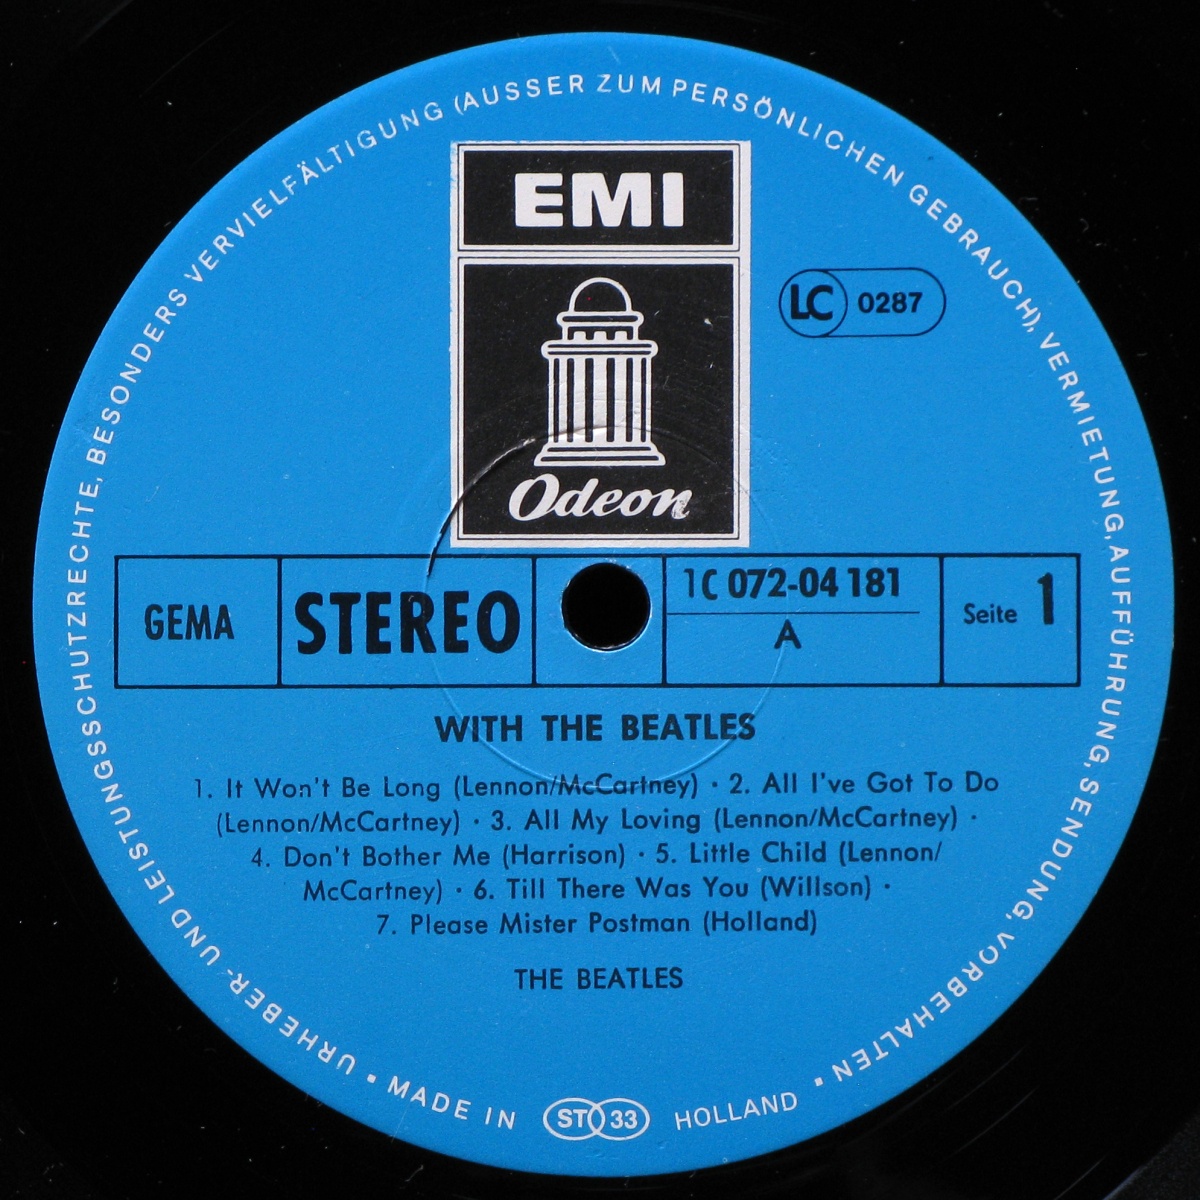 URHEBER- UND LEISTUNGSSCHUTZRECHTE, BESONDERS VERVIELFÄLTIGUNG (AUSSER ZUM PERSÖNLICHEN GEBRAUCH), VERMIETUNG, AUFFÜHRUNG, SENDUNG, VORBEHALTEN
EMI
LC 0287
Odeon
GEMA
STEREO
1C 072-04 181
A
Seite 1
WITH THE BEATLES
1. It Won't Be Long (Lennon/McCartney) · 2. All I've Got To Do
(Lennon/McCartney) · 3. All My Loving (Lennon/McCartney) ·
4. Don't Bother Me (Harrison) · 5. Little Child (Lennon/
McCartney) · 6. Till There Was You (Willson) ·
7. Please Mister Postman (Holland)
THE BEATLES
▪ MADE IN ST 33 HOLLAND ▪